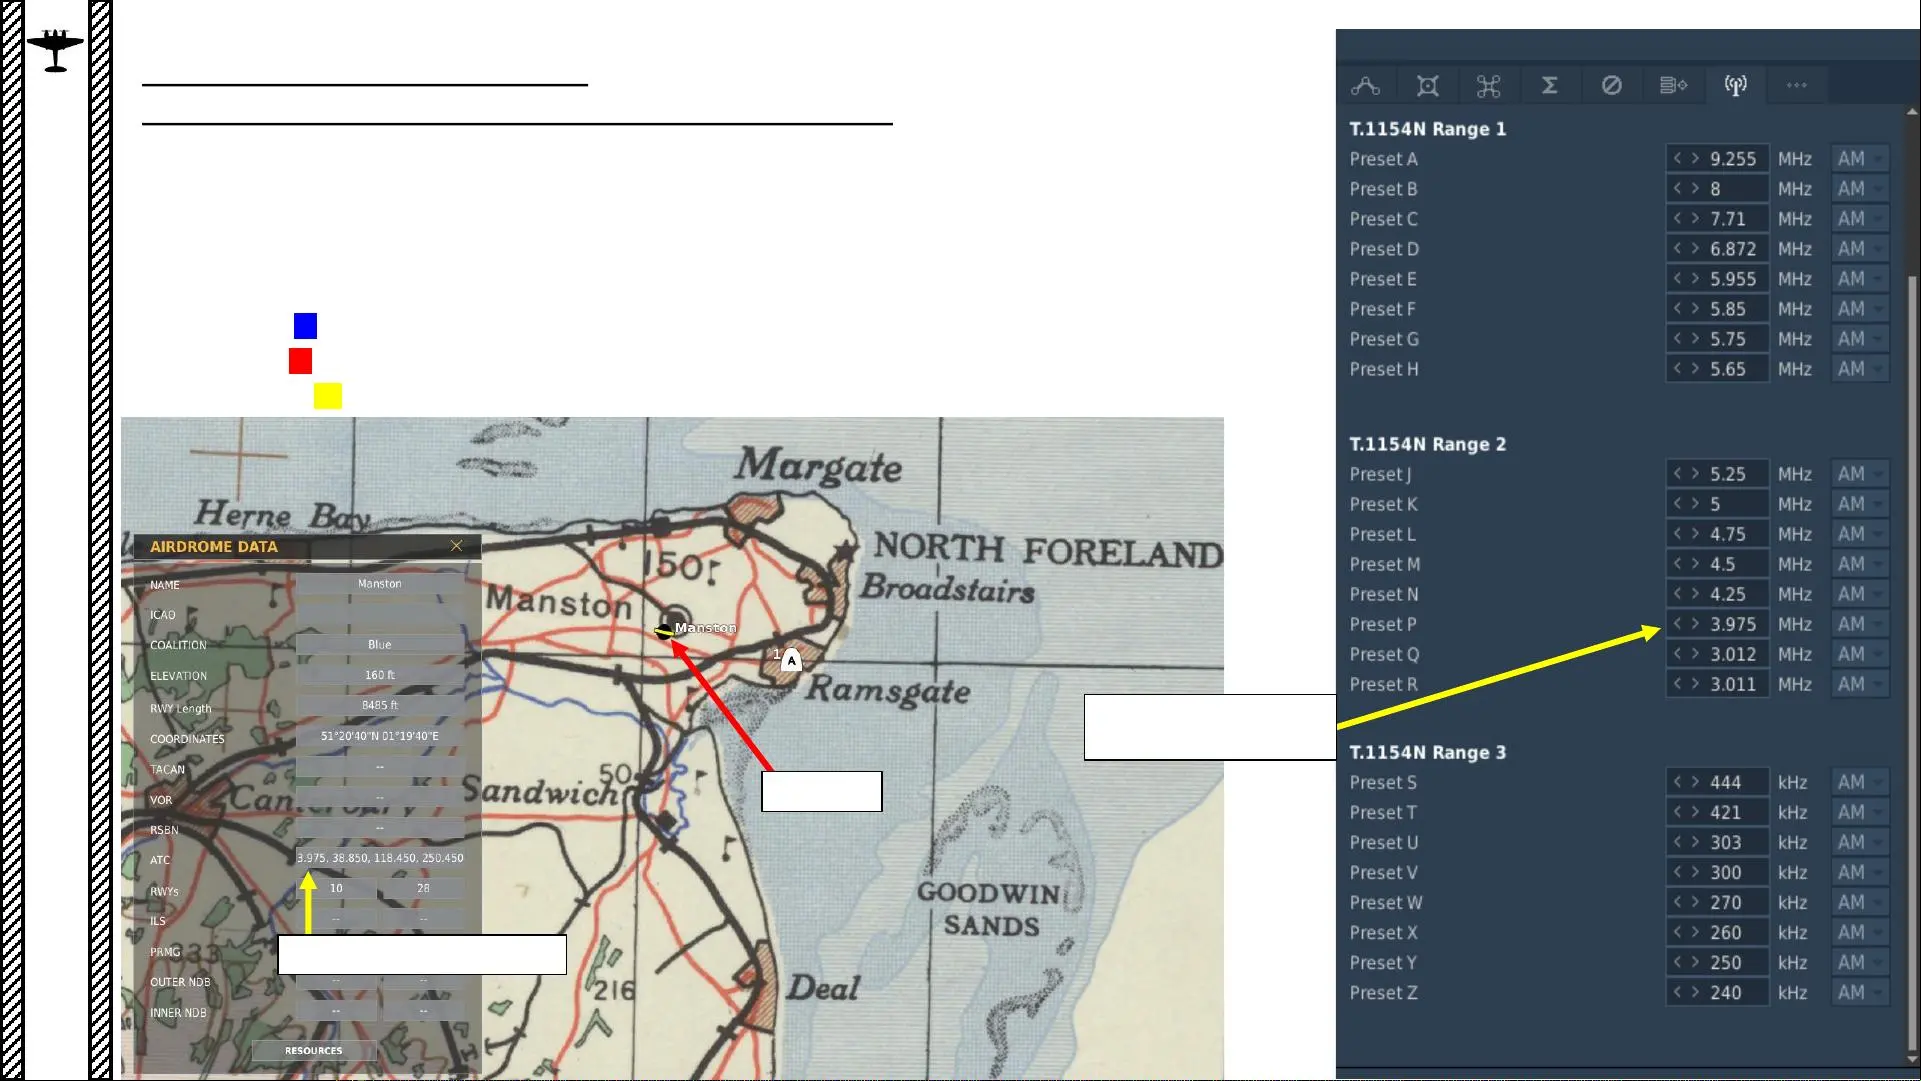 T.1154N Range 1
Preset A < > 9.255 MHz AM
Preset B < > 8 MHz AM
Preset C < > 7.71 MHz AM
Preset D < > 6.872 MHz AM
Preset E < > 5.955 MHz AM
Preset F < > 5.85 MHz AM
Preset G < > 5.75 MHz AM
Preset H < > 5.65 MHz AM
T.1154N Range 2
Preset J < > 5.25 MHz AM
Preset K < > 5 MHz AM
Preset L < > 4.75 MHz AM
Preset M < > 4.5 MHz AM
Preset N < > 4.25 MHz AM
Preset P < > 3.975 MHz AM
Preset Q < > 3.012 MHz AM
Preset R < > 3.011 MHz AM
T.1154N Range 3
Preset S < > 444 kHz AM
Preset T < > 421 kHz AM
Preset U < > 303 kHz AM
Preset V < > 300 kHz AM
Preset W < > 270 kHz AM
Preset X < > 260 kHz AM
Preset Y < > 250 kHz AM
Preset Z < > 240 kHz AM
Margate
Herne Bay
NORTH FORELAND
150
Broadstairs
Manston
Manston
1 A
Ramsgate
50
Sandwich
Canterbury
GOODWIN
SANDS
Deal
216
AIRDROME DATA
NAME Manston
ICAO
COALITION Blue
ELEVATION 160 ft
RWY Length 8485 ft
COORDINATES 51°20'40"N 01°19'40"E
TACAN --
VOR --
RSBN --
ATC 3.975, 38.850, 118.450, 250.450
RWYs 10 28
ILS -- --
PRMG
OUTER NDB -- --
INNER NDB -- --
RESOURCES